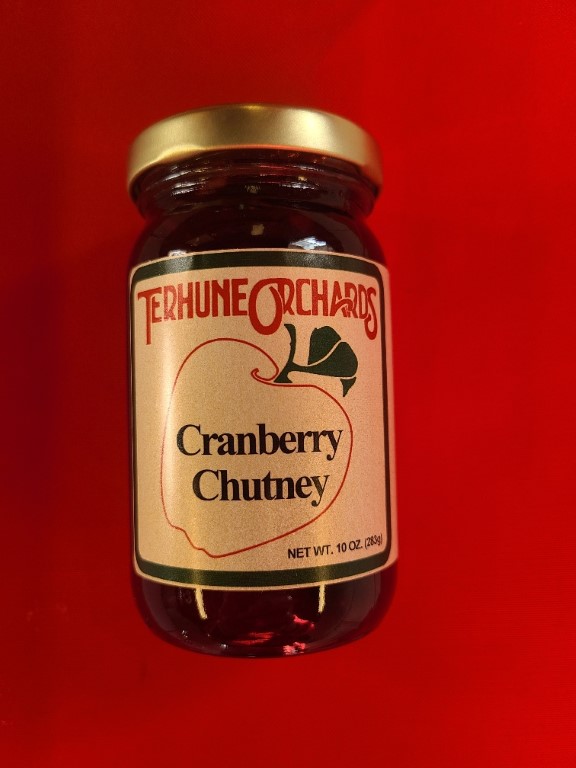 TERHUNE ORCHARDS
Cranberry
Chutney
NET WT. 10 OZ. (283g)